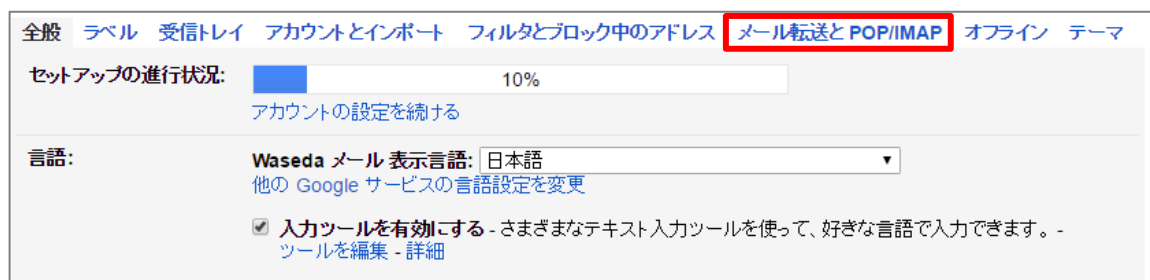 全般 ラベル 受信トレイ アカウントとインポート フィルタとブロック中のアドレス メール転送と POP/IMAP オフライン テーマ
セットアップの進行状況: 10%
アカウントの設定を続ける
言語: Waseda メール 表示言語: 日本語
他の Google サービスの言語設定を変更
入力ツールを有効にする - さまざまなテキスト入力ツールを使って、好きな言語で入力できます。 -
ツールを編集 - 詳細